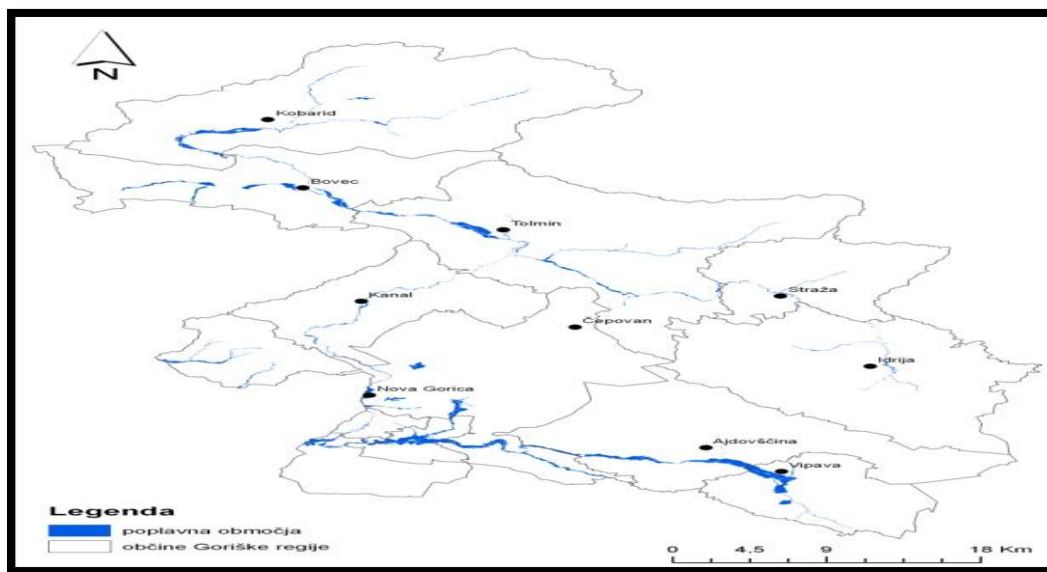 N
Kobarid
Bovec
Tolmin
Kanal
Straža
Čepovan
Idrija
Nova Gorica
Ajdovščina
Vipava
Legenda
poplavna območja
občine Goriške regije
0 4.5 9 18 Km